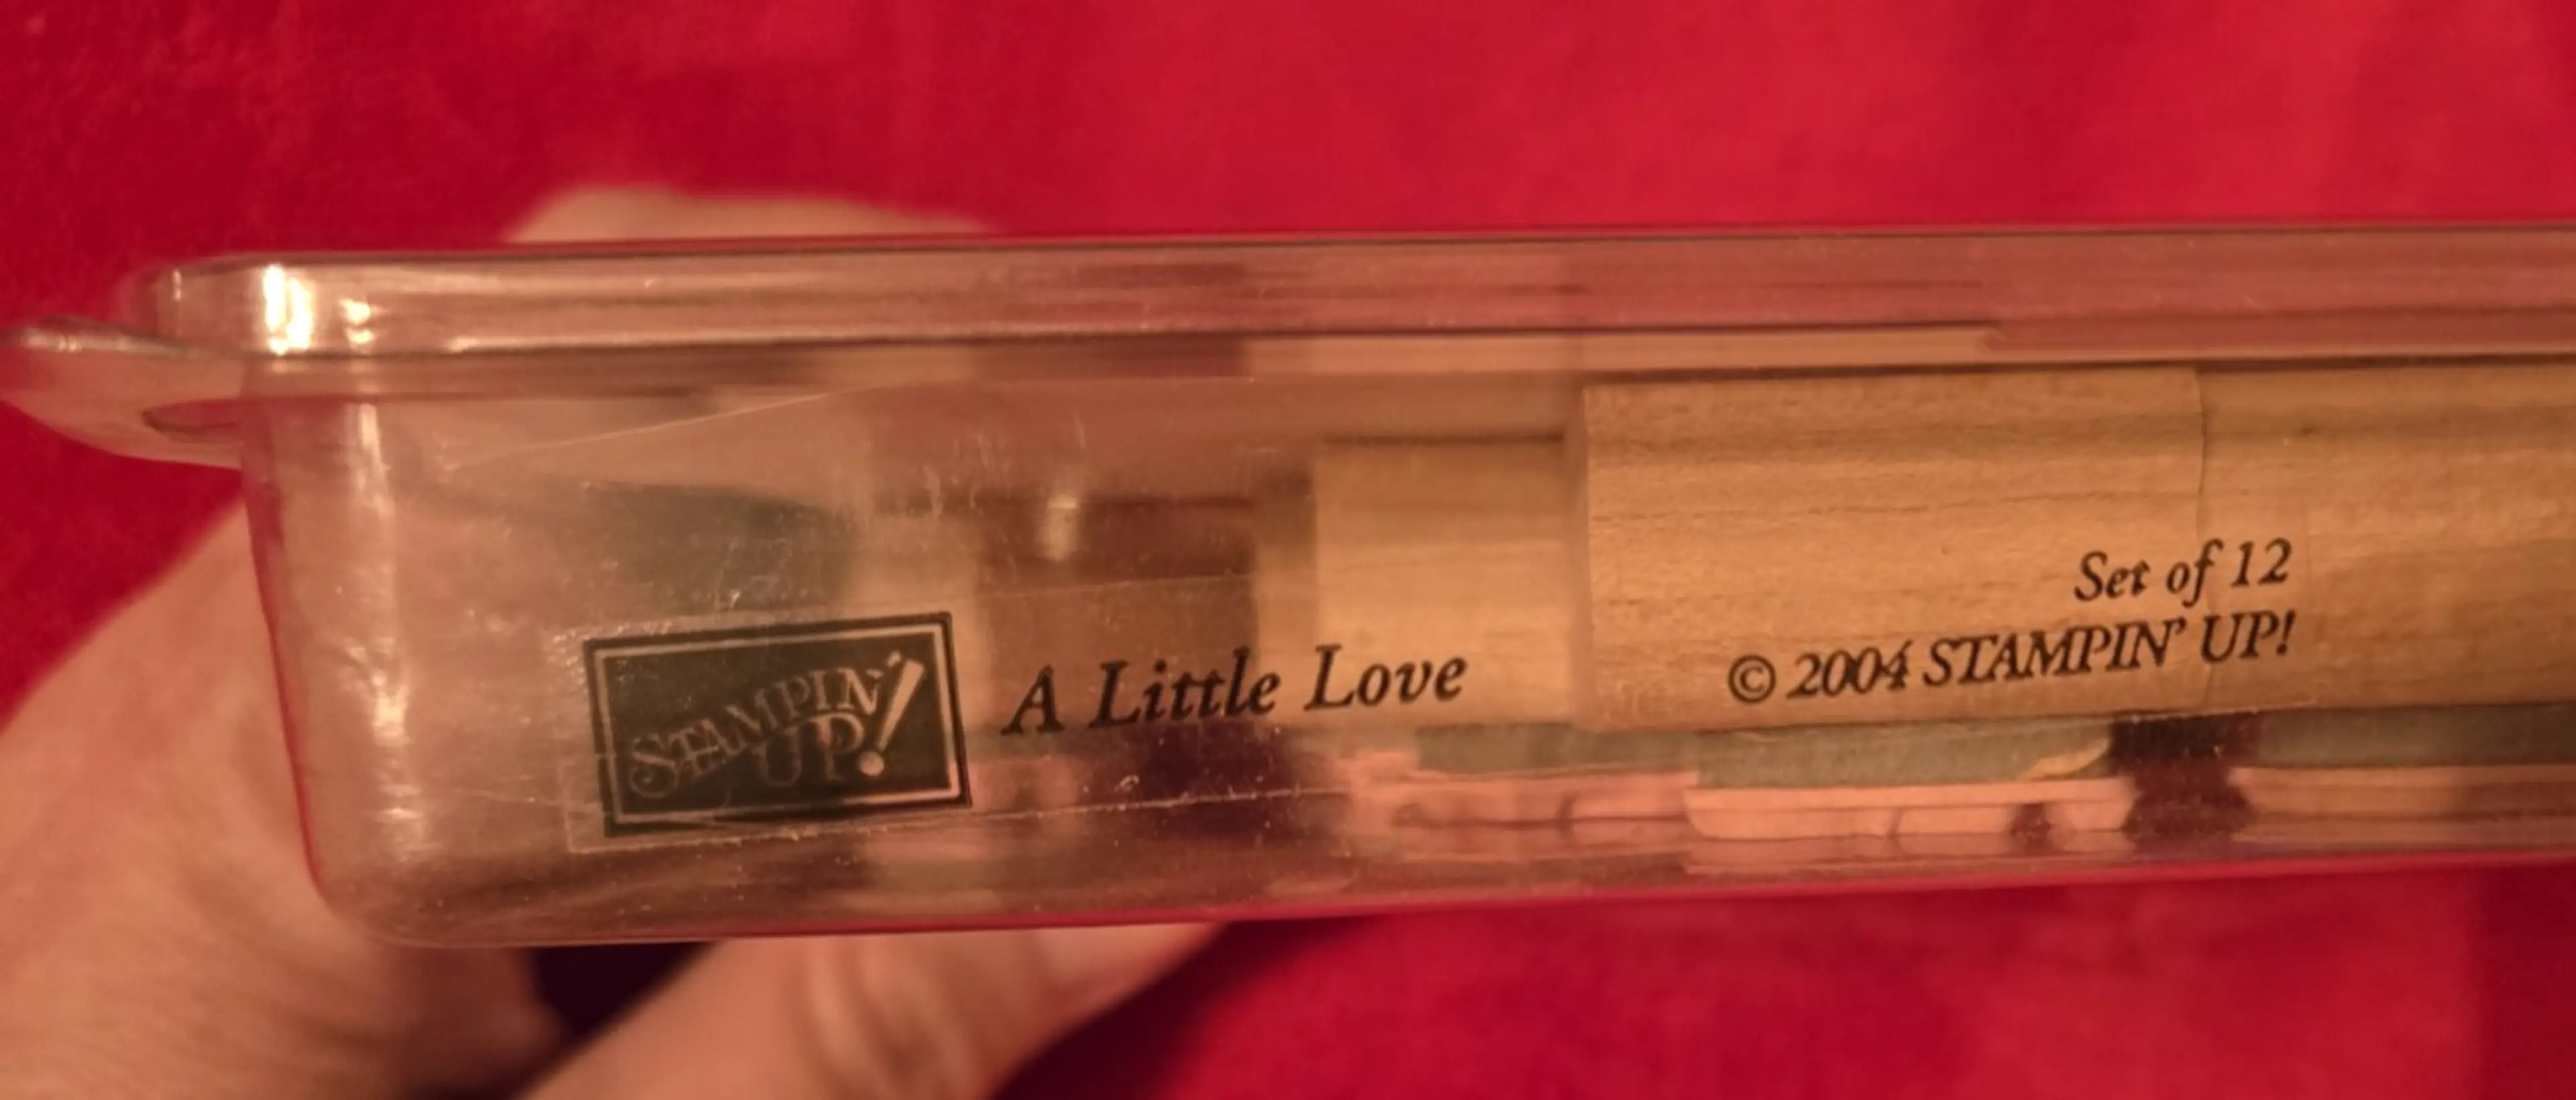 STAMPIN' UP!
A Little Love
Set of 12
© 2004 STAMPIN' UP!